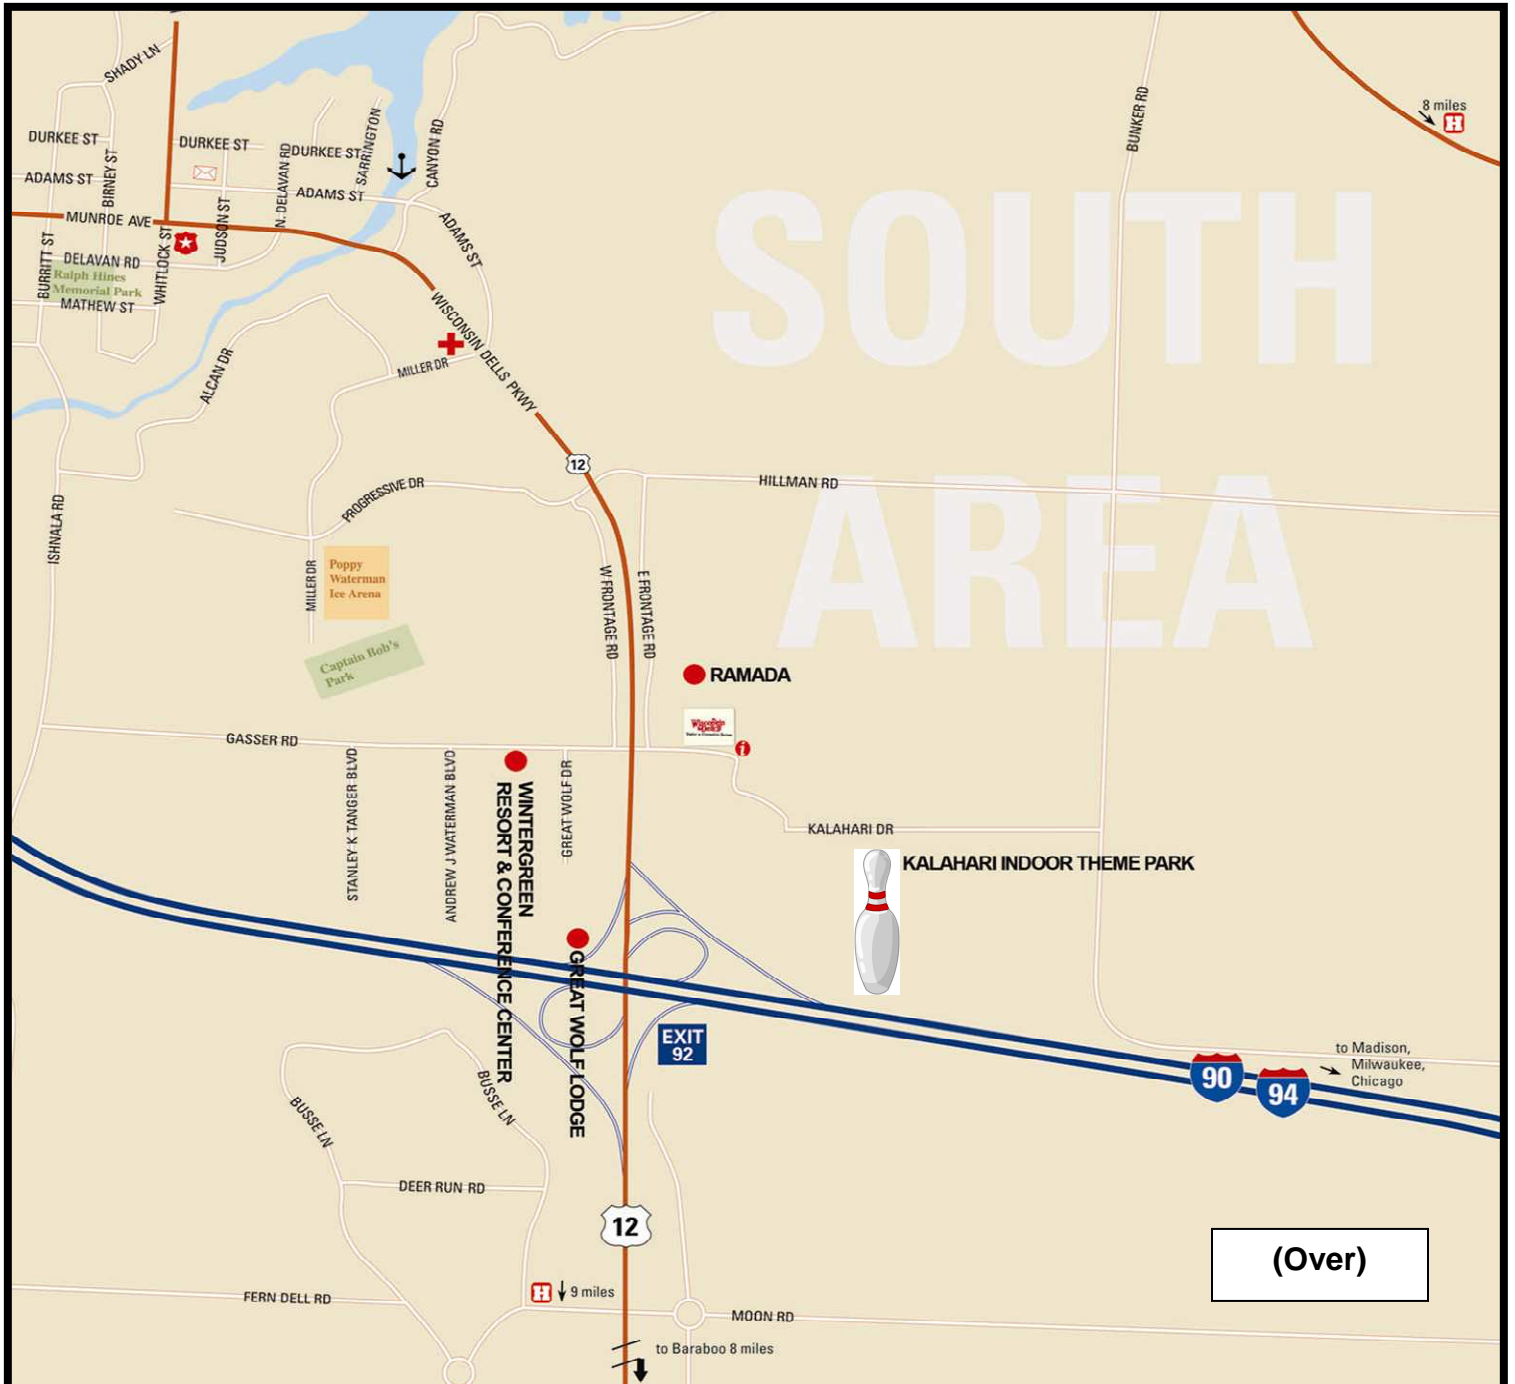 SHADY LN
8 miles
H
BUNKER RD
DURKEE ST
DURKEE ST
DURKEE ST
SARRINGTON
CANYON RD
BIRNEY ST
N. DELAVAN RD
ADAMS ST
ADAMS ST
ADAMS ST
MUNROE AVE
JUDSON ST
WHITLOCK ST
BURRITT ST
DELAVAN RD
Ralph Hines
Memorial Park
MATHEW ST
SOUTH
AREA
WISCONSIN DELLS PKWY
ALCAN DR
MILLER DR
12
HILLMAN RD
PROGRESSIVE DR
ISHNALA RD
MILLER DR
Poppy
Waterman
Ice Arena
W FRONTAGE RD
E FRONTAGE RD
Captain Bob's
Park
RAMADA
Wisconsin
Dells
i
GASSER RD
STANLEY K TANGER BLVD
ANDREW J WATERMAN BLVD
WINTERGREEN
RESORT & CONFERENCE CENTER
GREAT WOLF DR
KALAHARI DR
KALAHARI INDOOR THEME PARK
GREAT WOLF LODGE
EXIT
92
90
94
to Madison,
Milwaukee,
Chicago
BUSSE LN
BUSSE LN
DEER RUN RD
12
(Over)
FERN DELL RD
H
9 miles
MOON RD
to Baraboo 8 miles